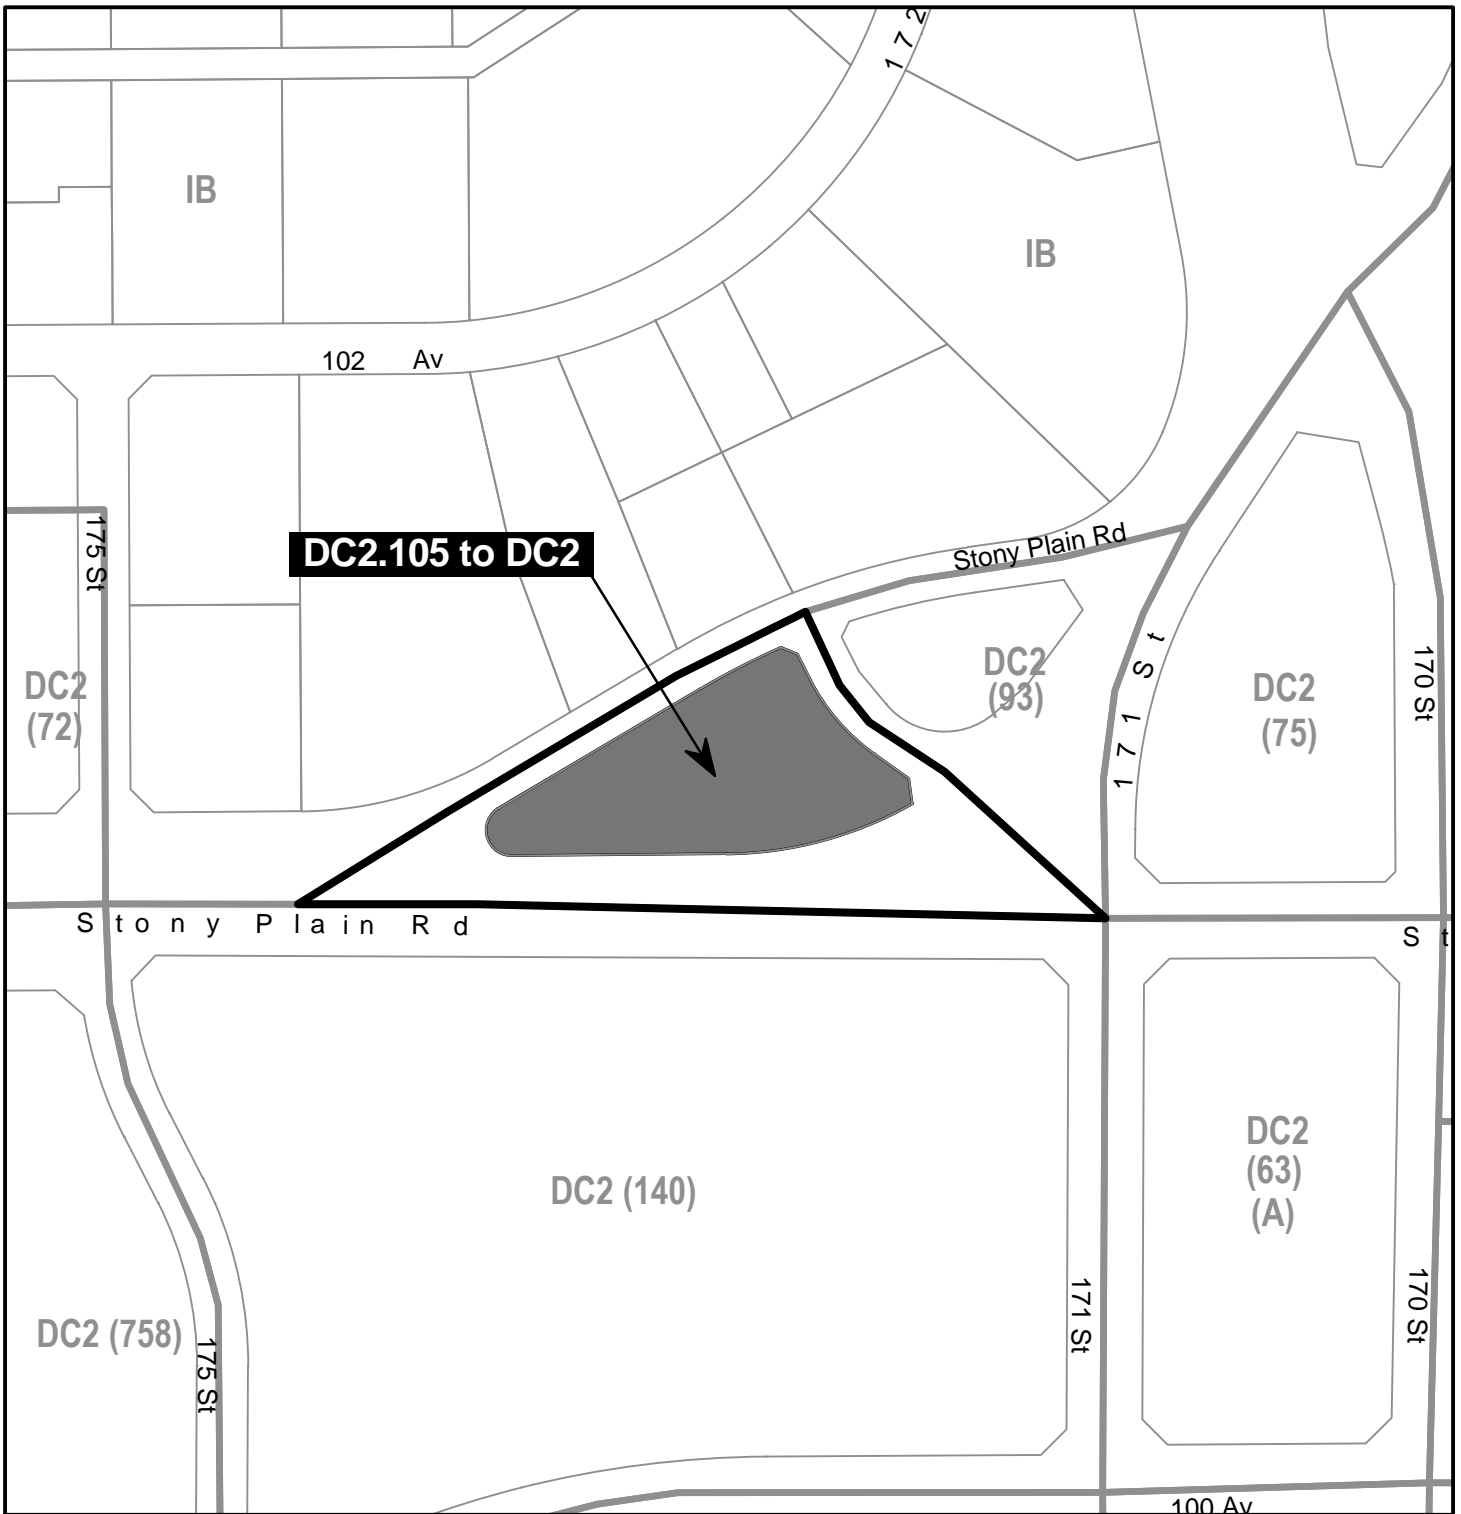 172
IB
IB
102 Av
175 St
DC2.105 to DC2
Stony Plain Rd
DC2
(72)
DC2
(93)
171 St
DC2
(75)
170 St
Stony Plain Rd
St
DC2 (140)
DC2
(63)
(A)
DC2 (758)
175 St
171 St
170 St
100 Av